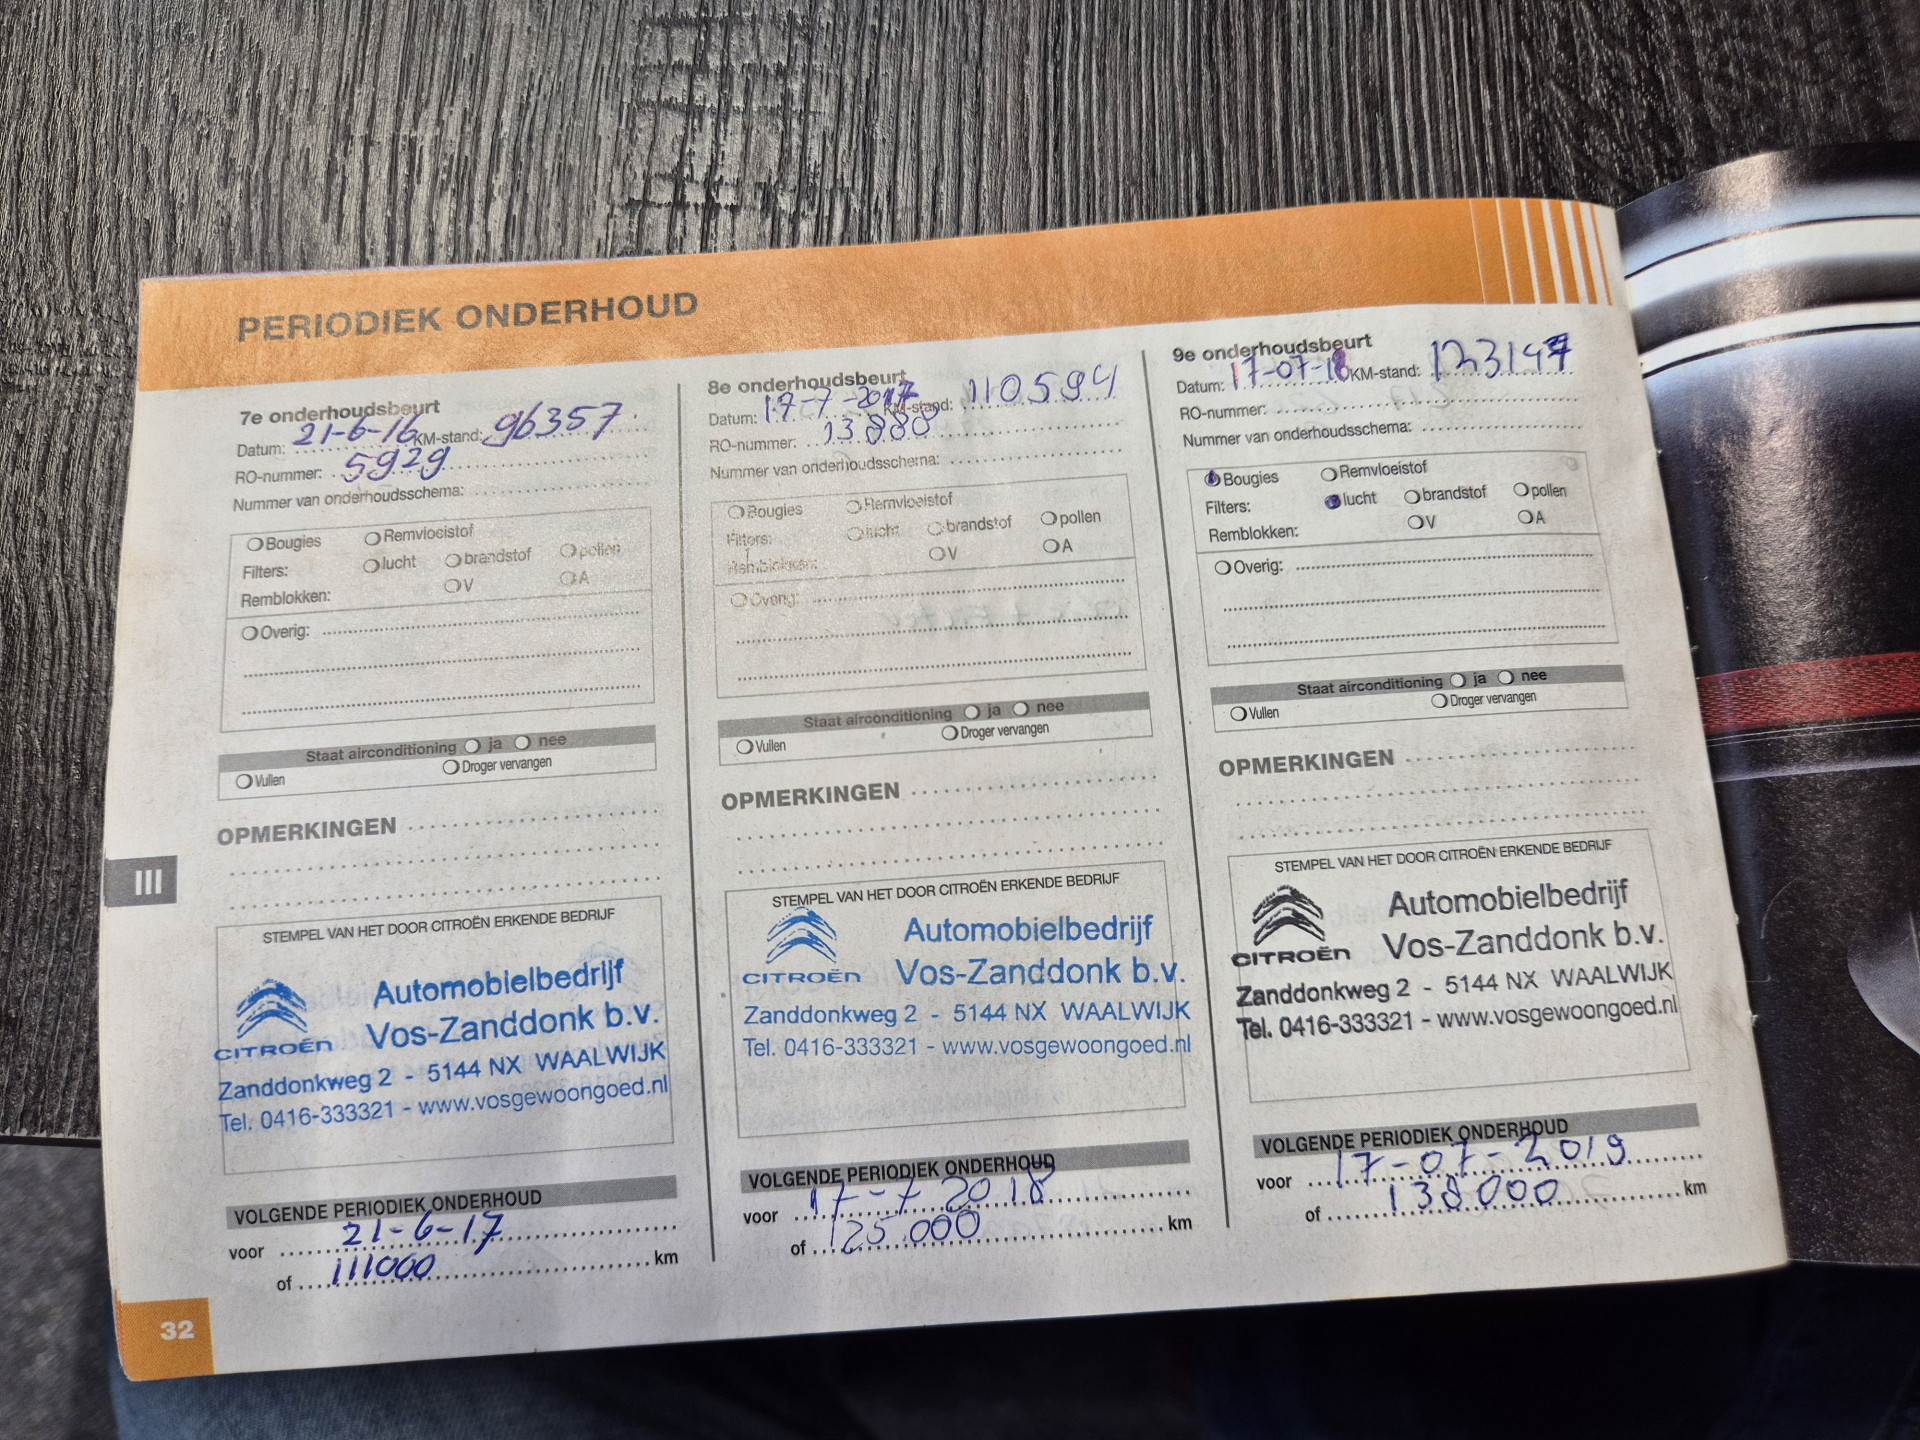 PERIODIEK ONDERHOUD
7e onderhoudsbeurt
Datum: 21-6-16 KM-stand: 96357
RO-nummer: 5929
Nummer van onderhoudsschema:
Bougies Remvloeistof
Filters: lucht brandstof pollen
Remblokken: V A
Overig:
Staat airconditioning ja nee
Vullen Droger vervangen
OPMERKINGEN
STEMPEL VAN HET DOOR CITROËN ERKENDE BEDRIJF
Automobielbedrijf
CITROËN Vos-Zanddonk b.v.
Zanddonkweg 2 - 5144 NX WAALWIJK
Tel. 0416-333321 - www.vosgewoongoed.nl
VOLGENDE PERIODIEK ONDERHOUD
voor 21-6-17
of 111000 km
8e onderhoudsbeurt
Datum: 17-7-2017 KM-stand: 110594
RO-nummer: 13888
Nummer van onderhoudsschema:
Bougies Remvloeistof
Filters: lucht brandstof pollen
Remblokken: V A
Overig:
Staat airconditioning ja nee
Vullen Droger vervangen
OPMERKINGEN
STEMPEL VAN HET DOOR CITROËN ERKENDE BEDRIJF
Automobielbedrijf
CITROËN Vos-Zanddonk b.v.
Zanddonkweg 2 - 5144 NX WAALWIJK
Tel. 0416-333321 - www.vosgewoongoed.nl
VOLGENDE PERIODIEK ONDERHOUD
voor 17-7-2018
of 125.000 km
9e onderhoudsbeurt
Datum: 17-07-18 KM-stand:
RO-nummer:
Nummer van onderhoudsschema:
Bougies Remvloeistof
Filters: lucht brandstof pollen
Remblokken: V A
Overig:
Staat airconditioning ja nee
Vullen Droger vervangen
OPMERKINGEN
STEMPEL VAN HET DOOR CITROËN ERKENDE BEDRIJF
Automobielbedrijf
CITROËN Vos-Zanddonk b.v.
Zanddonkweg 2 - 5144 NX WAALWIJK
Tel. 0416-333321 - www.vosgewoongoed.nl
VOLGENDE PERIODIEK ONDERHOUD
voor 17-07-2019
of 138000 km
III
32